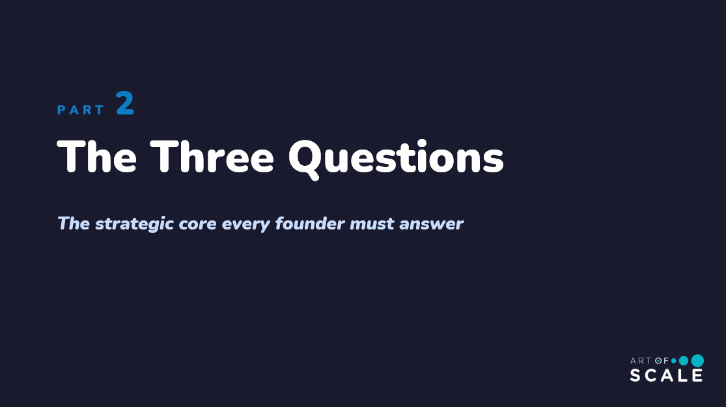 PART 2
The Three Questions
The strategic core every founder must answer
ART OF
SCALE